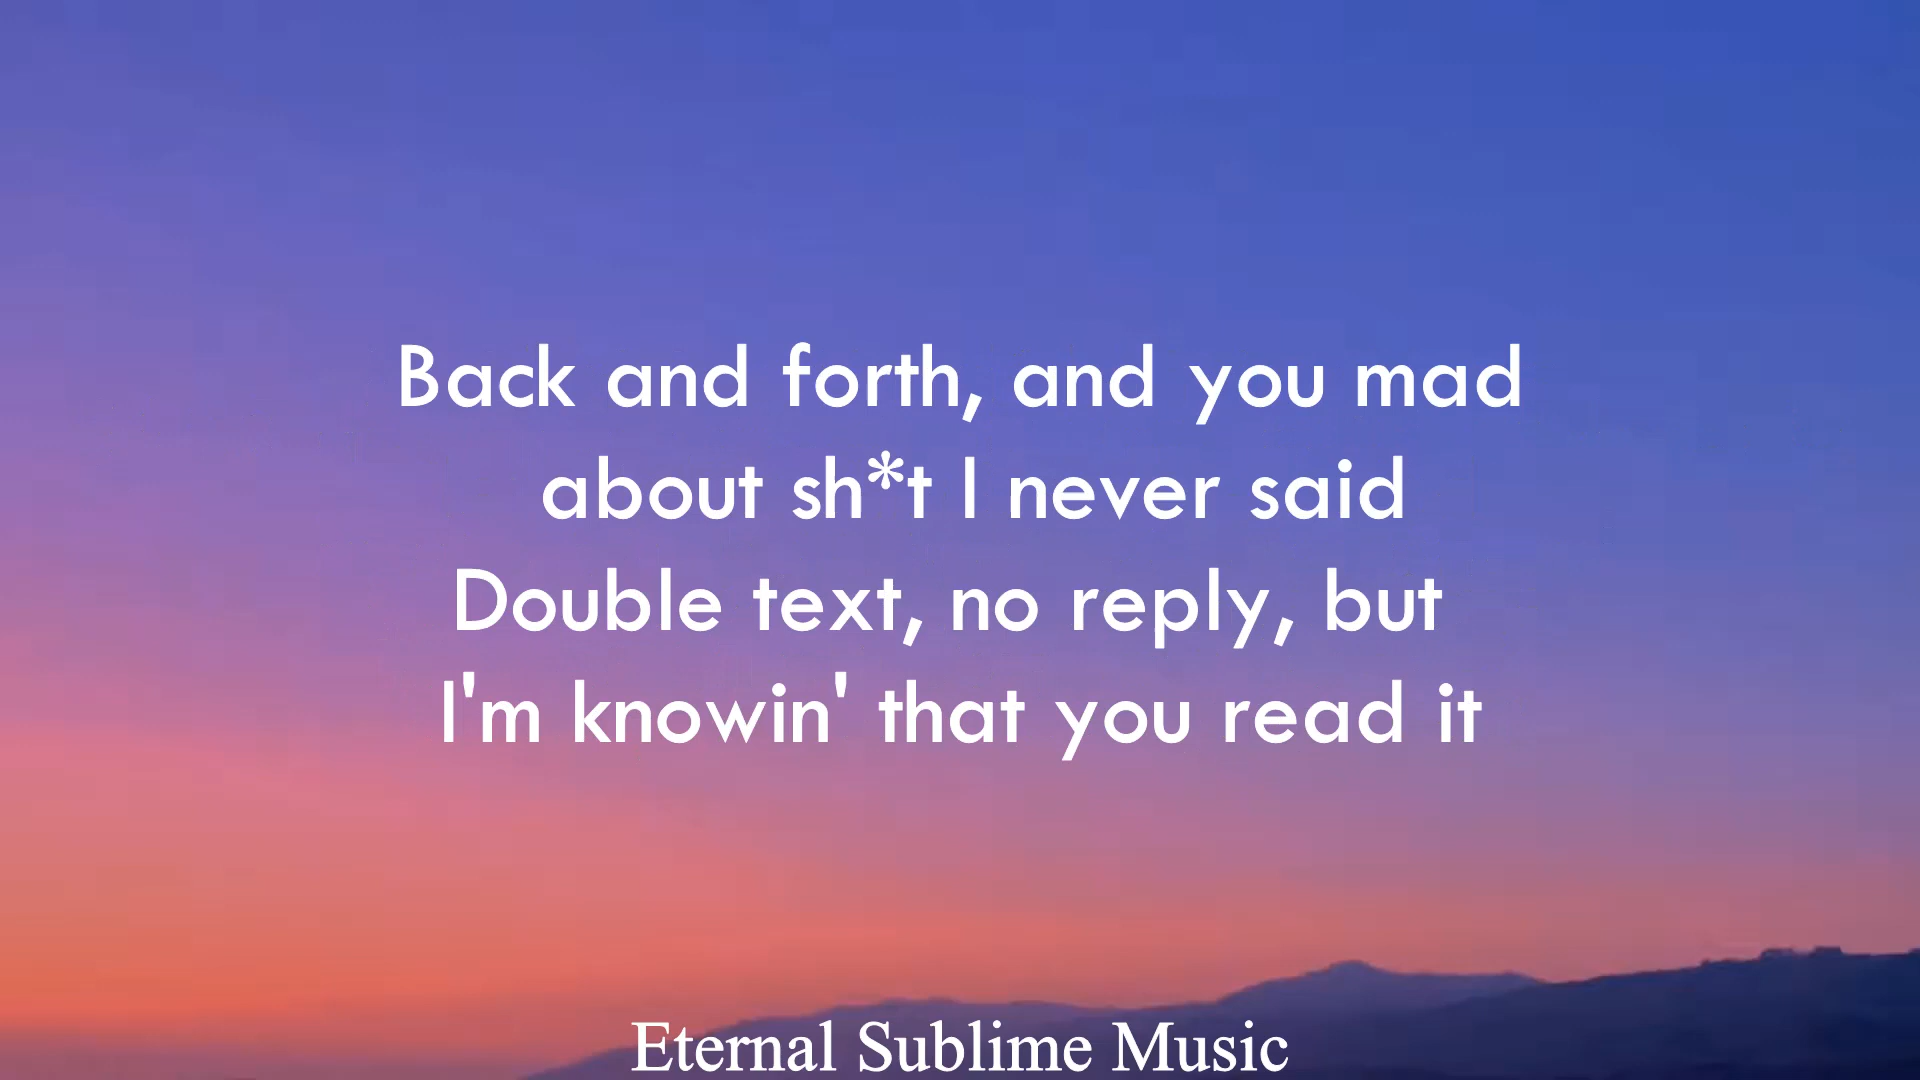 Back and forth, and you mad
about sh*t I never said
Double text, no reply, but
I'm knowin' that you read it
Eternal Sublime Music